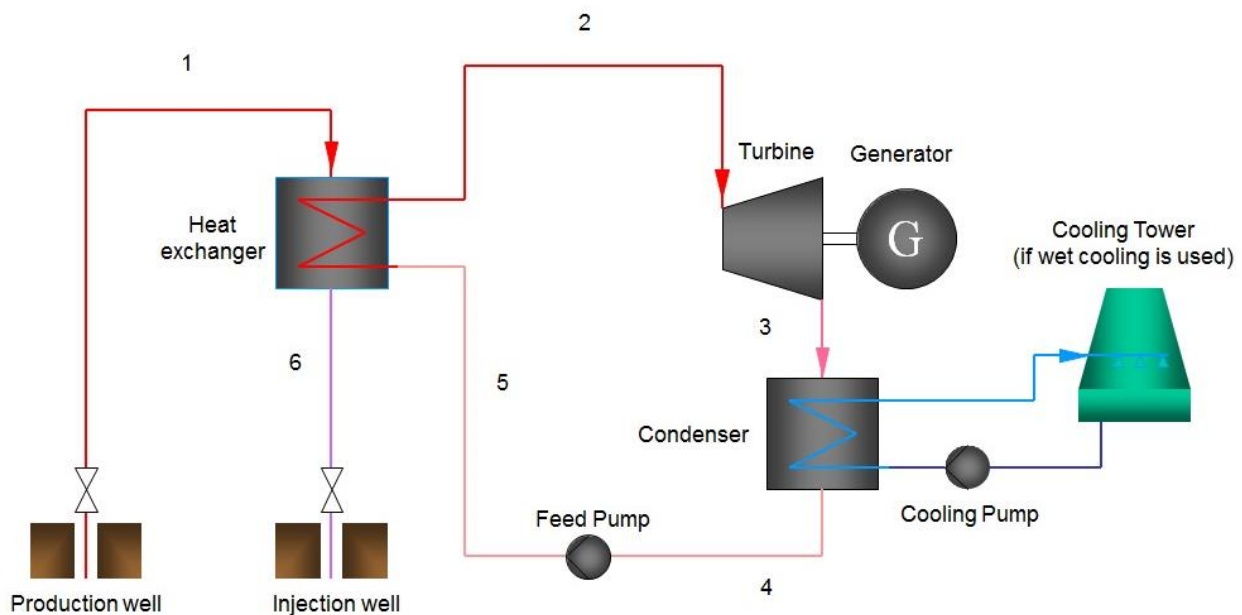 2
1
Turbine
Generator
G
Heat
exchanger
Cooling Tower
(if wet cooling is used)
3
6
5
Condenser
Feed Pump
Cooling Pump
4
Production well
Injection well